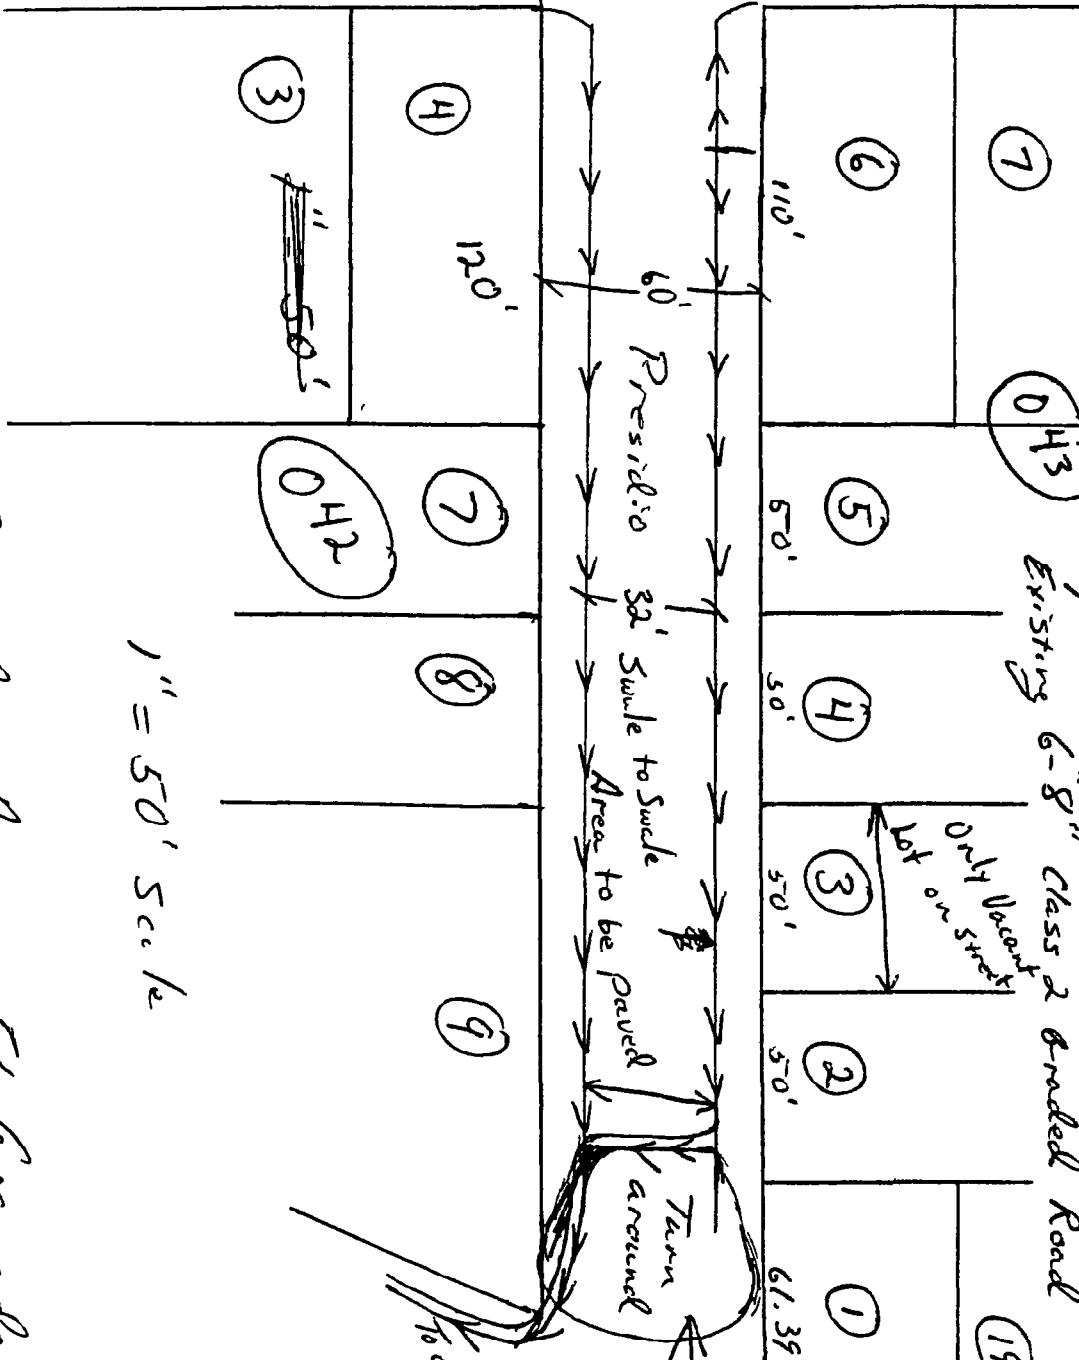 Existing 6-8" Class 2 Graded Road
7
043
19
6
5
4
3
2
1
Only Vacant
Lot on street
110'
50'
50'
50'
50'
61.39
60'
Presidio
32'
Swale to Swale
Area to be paved
Turn
around
120'
4
7
8
9
To
3
" 50'
042
1" = 50' Scale